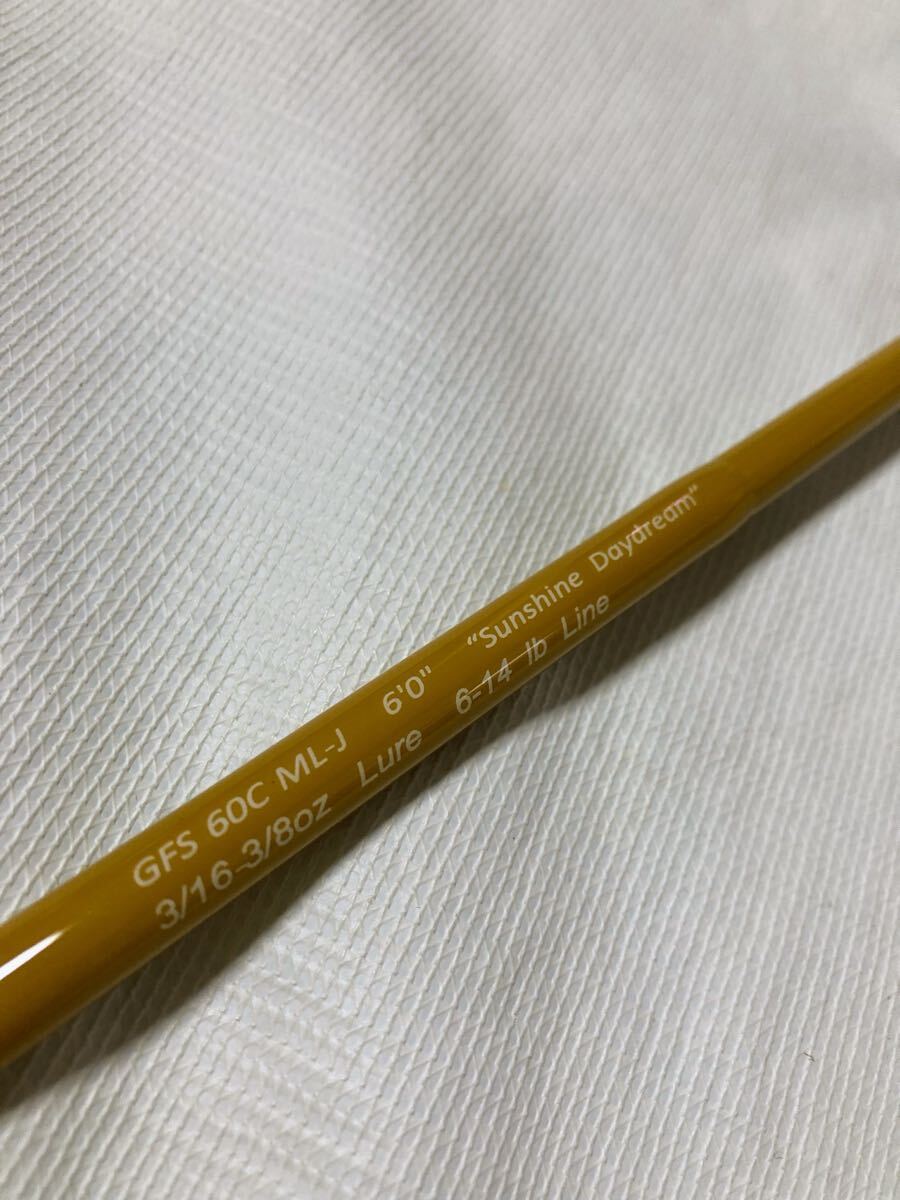 GFS 60C ML-J 6'0" “Sunshine Daydream”
3/16-3/8oz Lure 6-14 lb Line